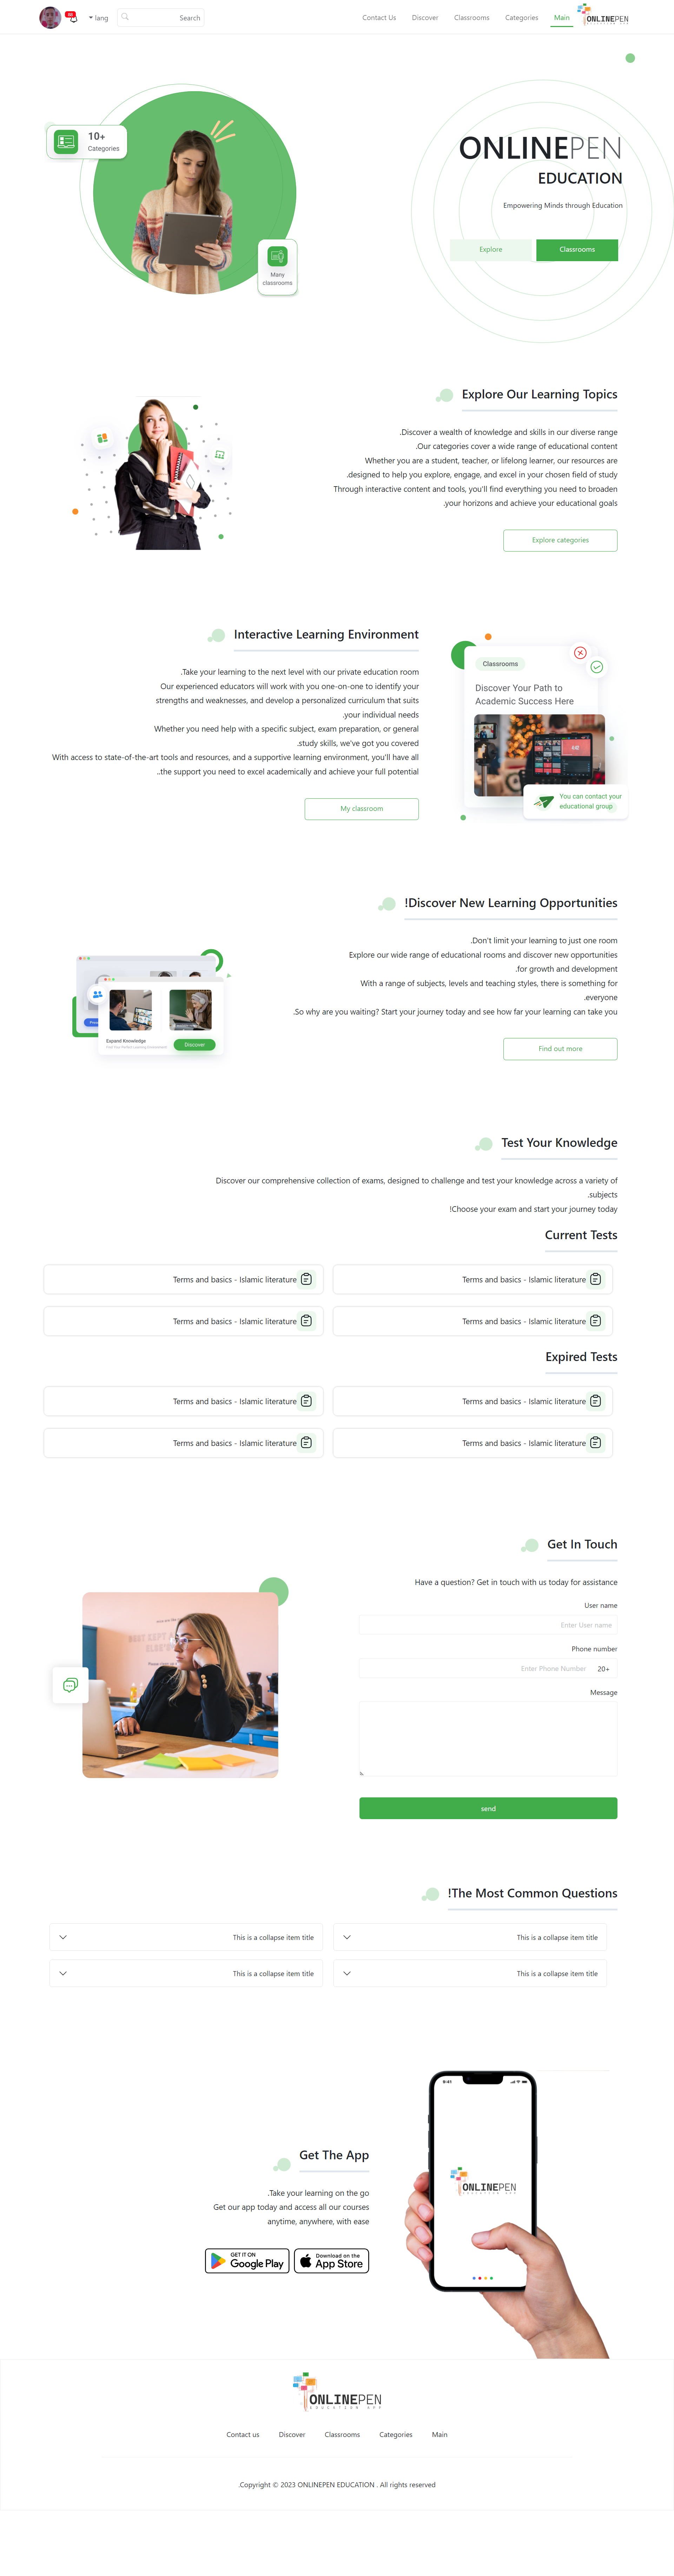 Search
lang
Contact Us
Discover
Classrooms
Categories
Main
ONLINEPEN
10+
Categories
Many
classrooms
ONLINEPEN
EDUCATION
Empowering Minds through Education
Explore
Classrooms
Explore Our Learning Topics
.Discover a wealth of knowledge and skills in our diverse range
.Our categories cover a wide range of educational content
Whether you are a student, teacher, or lifelong learner, our resources are
.designed to help you explore, engage, and excel in your chosen field of study
Through interactive content and tools, you'll find everything you need to broaden
.your horizons and achieve your educational goals
Explore categories
Interactive Learning Environment
.Take your learning to the next level with our private education room
Our experienced educators will work with you one-on-one to identify your
strengths and weaknesses, and develop a personalized curriculum that suits
.your individual needs
Whether you need help with a specific subject, exam preparation, or general
.study skills, we've got you covered
With access to state-of-the-art tools and resources, and a supportive learning environment, you'll have all
..the support you need to excel academically and achieve your full potential
My classroom
Classrooms
Discover Your Path to
Academic Success Here
You can contact your
educational group
!Discover New Learning Opportunities
.Don't limit your learning to just one room
Explore our wide range of educational rooms and discover new opportunities
.for growth and development
With a range of subjects, levels and teaching styles, there is something for
.everyone
.So why are you waiting? Start your journey today and see how far your learning can take you
Find out more
Expand Knowledge
Discover
Test Your Knowledge
Discover our comprehensive collection of exams, designed to challenge and test your knowledge across a variety of
.subjects
!Choose your exam and start your journey today
Current Tests
Terms and basics - Islamic literature
Terms and basics - Islamic literature
Terms and basics - Islamic literature
Terms and basics - Islamic literature
Expired Tests
Terms and basics - Islamic literature
Terms and basics - Islamic literature
Terms and basics - Islamic literature
Terms and basics - Islamic literature
Get In Touch
Have a question? Get in touch with us today for assistance
User name
Enter User name
Phone number
Enter Phone Number
20+
Message
send
!The Most Common Questions
This is a collapse item title
This is a collapse item title
This is a collapse item title
This is a collapse item title
Get The App
.Take your learning on the go
Get our app today and access all our courses
anytime, anywhere, with ease
GET IT ON
Google Play
Download on the
App Store
9:41
ONLINEPEN
EDUCATION APP
ONLINEPEN
EDUCATION APP
Contact us
Discover
Classrooms
Categories
Main
.Copyright © 2023 ONLINEPEN EDUCATION . All rights reserved